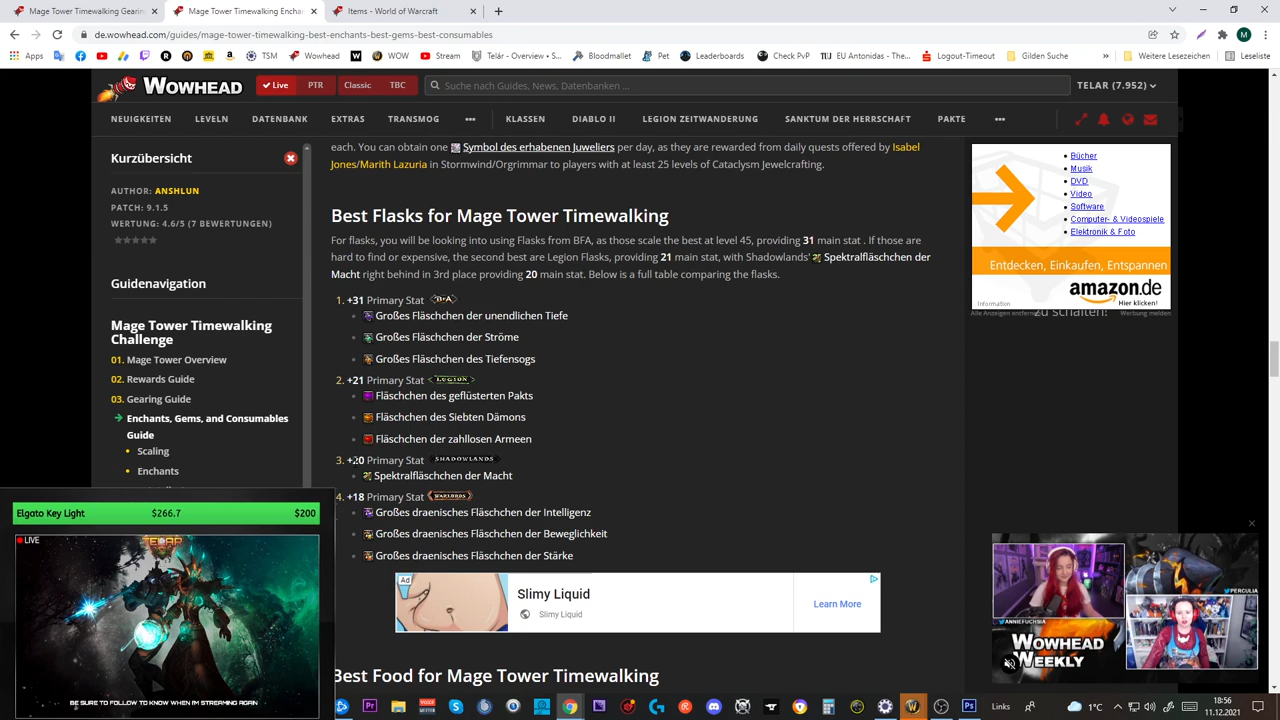 Mage Tower Timewalking Gearin
Mage Tower Timewalking Enchan
Items - Transmoft
de.wowhead.com/guides/mage-tower-timewalking-best-enchants-best-gems-best-consumables
M
Apps
TSM
Wowhead
WOW
Stream
Telár - Overview – S...
Bloodmallet
Pet
Leaderboards
Check PvP
EU Antonidas - T...
Logout-Timeout
Gilden Suche
»
Weitere Lesezeichen
Leseliste
WOWHEAD
Live
PTR
Classic
TBC
Suche nach Guides, News, Datenbanken ...
TELAR (7.952)
NEUIGKEITEN
LEVELN
DATENBANK
EXTRAS
TRANSMOG
KLASSEN
DIABLO II
LEGION ZEITWANDERUNG
SANKTUM DER HERRSCHAFT
PAKTE
Kurzübersicht
AUTHOR: ANSHLUN
PATCH: 9.1.5
WERTUNG: 4.6/5 (7 BEWERTUNGEN)
Guidenavigation
Mage Tower Timewalking
Challenge
01. Mage Tower Overview
02. Rewards Guide
03. Gearing Guide
Enchants, Gems, and Consumables
Guide
Scaling
Enchants
each. You can obtain one Symbol des erhabenen Juweliers per day, as they are rewarded from daily quests offered by Isabel
Jones/Marith Lazuria in Stormwind/Orgrimmar to players with at least 25 levels of Cataclysm Jewelcrafting.
Best Flasks for Mage Tower Timewalking
For flasks, you will be looking into using Flasks from BFA, as those scale the best at level 45, providing 31 main stat . If those are
hard to find or expensive, the second best are Legion Flasks, providing 21 main stat, with Shadowlands' Spektralfläschchen der
Macht right behind in 3rd place providing 20 main stat. Below is a full table comparing the flasks.
1. +31 Primary Stat BfA
Großes Fläschchen der unendlichen Tiefe
Großes Fläschchen der Ströme
Großes Fläschchen des Tiefensogs
2. +21 Primary Stat LEGION
Fläschchen des geflüsterten Pakts
Fläschchen des Siebten Dämons
Fläschchen der zahllosen Armeen
3. +20 Primary Stat SHADOWLANDS
Spektralfläschchen der Macht
4. +18 Primary Stat WARLORDS
Großes draenisches Fläschchen der Intelligenz
Großes draenisches Fläschchen der Beweglichkeit
Großes draenisches Fläschchen der Stärke
Ad
Slimy Liquid
Slimy Liquid
Learn More
Best Food for Mage Tower Timewalking
Bücher
Musik
DVD
Video
Software
Computer- & Videospiele
Elektronik & Foto
Entdecken, Einkaufen, Entspannen
Information
amazon.de
Hier klicken!
Alle Anzeigen entfernen
zu schalten!
Werbung melden
Elgato Key Light
$266.7
$200
LIVE
TELAR
BE SURE TO FOLLOW TO KNOW WHEN I'M STREAMING AGAIN
PERCULIA
ANNIEFUCHSIA
WOWHEAD
WEEKLY
Links
1°C
18:56
11.12.2021